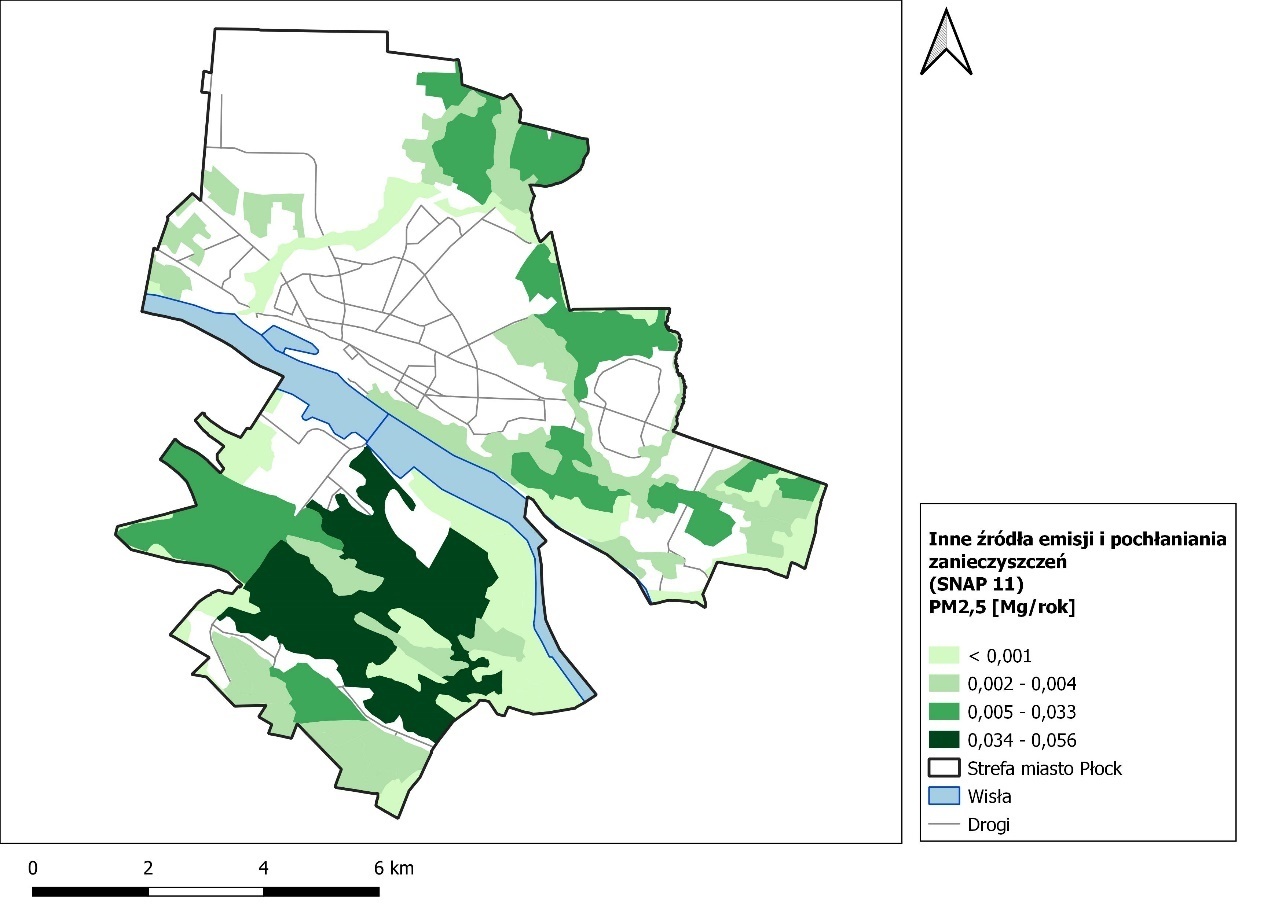 Inne źródła emisji i pochłaniania
zanieczyszczeń
(SNAP 11)
PM2,5 [Mg/rok]
< 0,001
0,002 - 0,004
0,005 - 0,033
0,034 - 0,056
Strefa miasto Płock
Wisła
Drogi
0 2 4 6 km